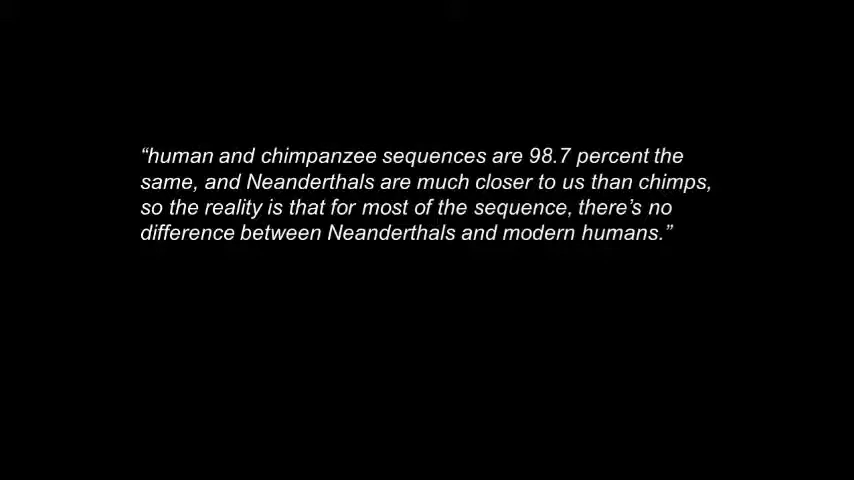 “human and chimpanzee sequences are 98.7 percent the
same, and Neanderthals are much closer to us than chimps,
so the reality is that for most of the sequence, there’s no
difference between Neanderthals and modern humans.”